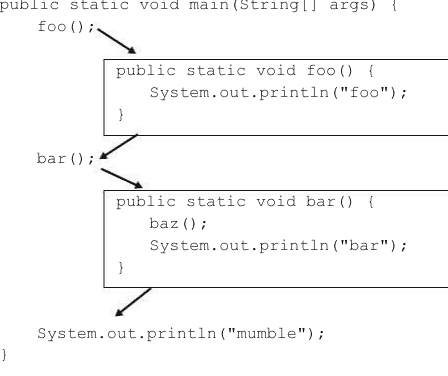 public static void main(String[] args) {
foo();
public static void foo() {
System.out.println("foo");
}
bar();
public static void bar() {
baz();
System.out.println("bar");
}
System.out.println("mumble");
}